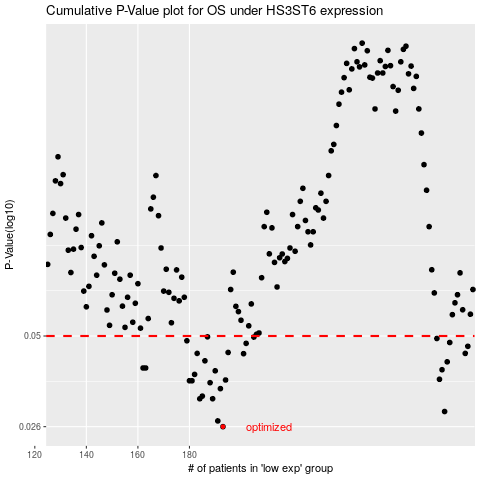 Cumulative P-Value plot for OS under HS3ST6 expression
P-Value(log10)
0.05
0.026
optimized
120 140 160 180
# of patients in 'low exp' group